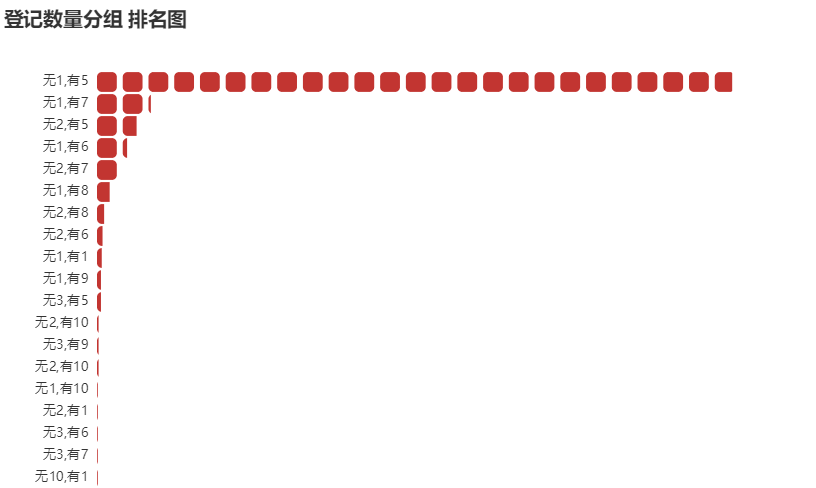 登记数量分组 排名图
无1,有5
无1,有7
无2,有5
无1,有6
无2,有7
无1,有8
无2,有8
无2,有6
无1,有1
无1,有9
无3,有5
无2,有10
无3,有9
无2,有10
无1,有10
无2,有1
无3,有6
无3,有7
无10,有1